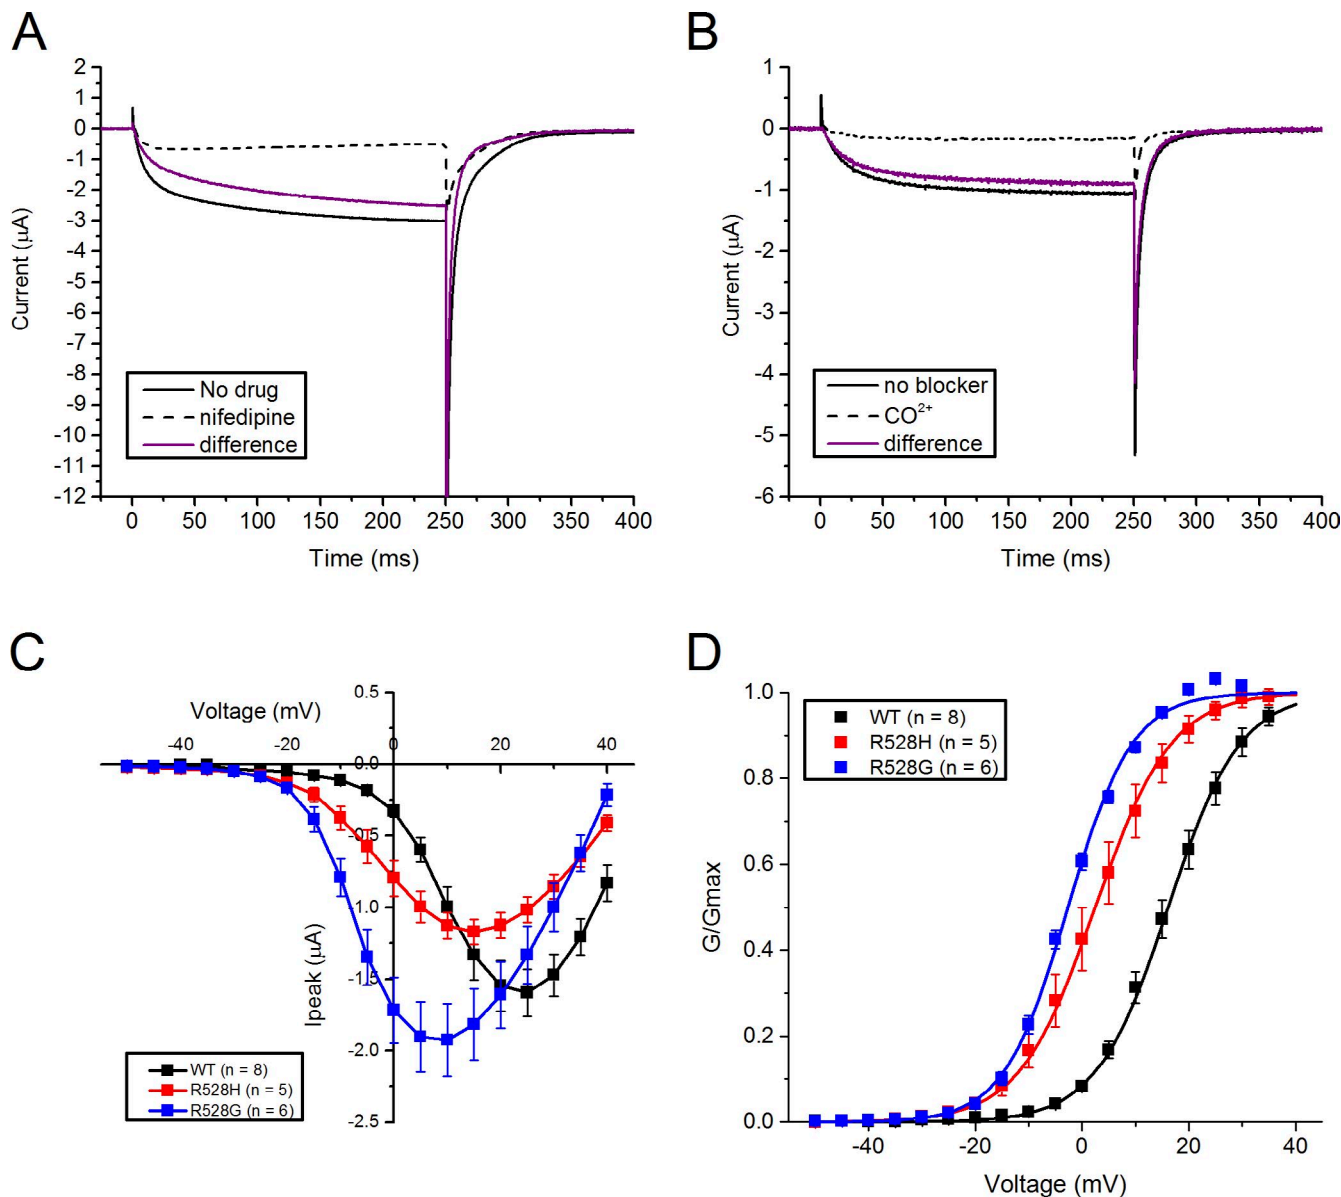 A
2
1
0
-1
-2
-3
-4
-5
-6
-7
-8
-9
-10
-11
-12
Current (μA)
No drug
nifedipine
difference
0 50 100 150 200 250 300 350 400
Time (ms)
B
1
0
-1
-2
-3
-4
-5
-6
Current (μA)
no blocker
CO²⁺
difference
0 50 100 150 200 250 300 350 400
Time (ms)
C
0.5
Voltage (mV)
-40 -20 0 20 40
0.0
-0.5
-1.0
-1.5
-2.0
-2.5
Ipeak (μA)
WT (n = 8)
R528H (n = 5)
R528G (n = 6)
D
1.0
0.8
0.6
0.4
0.2
0.0
G/Gmax
WT (n = 8)
R528H (n = 5)
R528G (n = 6)
-40 -20 0 20 40
Voltage (mV)